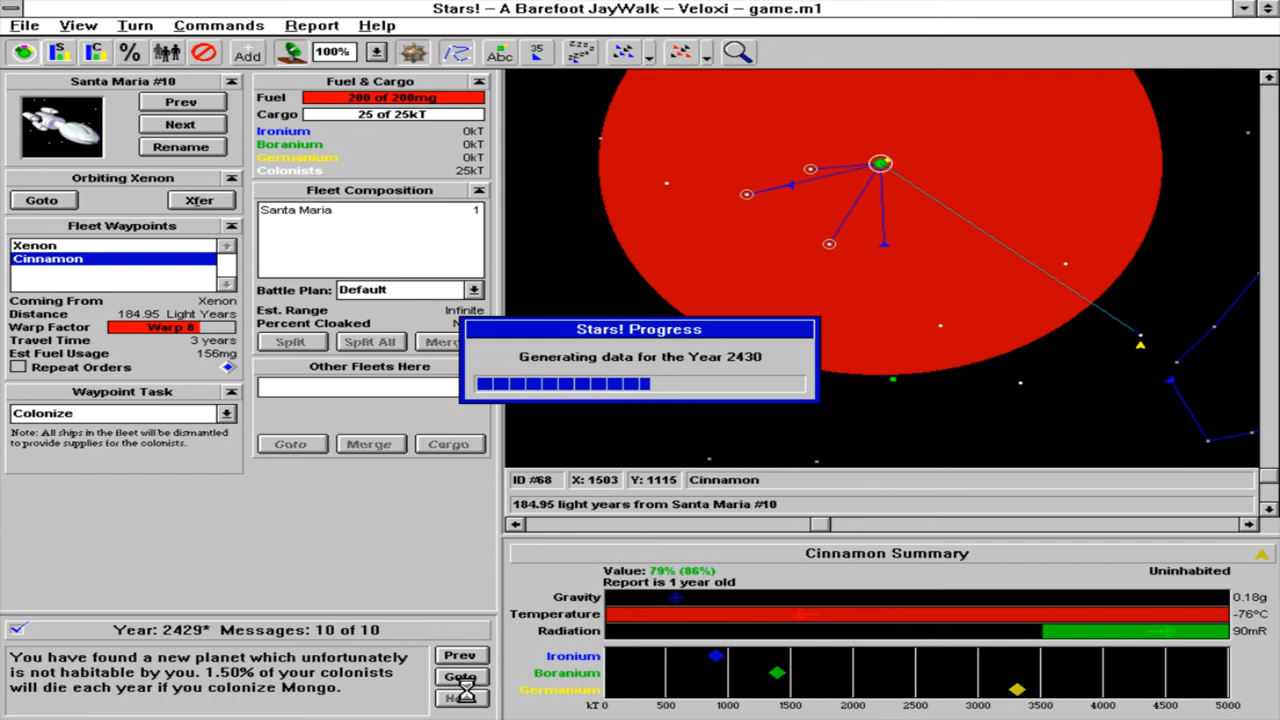 Stars! – A Barefoot JayWalk – Veloxi – game.m1
File View Turn Commands Report Help
S C % Add 100% Abc 35 zzz
Santa Maria #10
Prev
Next
Rename
Orbiting Xenon
Goto Xfer
Fleet Waypoints
Xenon
Cinnamon
Coming From Xenon
Distance 184.95 Light Years
Warp Factor Warp 8
Travel Time 3 years
Est Fuel Usage 156mg
Repeat Orders
Waypoint Task
Colonize
Note: All ships in the fleet will be dismantled
to provide supplies for the colonists.
Fuel & Cargo
Fuel 200 of 200mg
Cargo 25 of 25kT
Ironium 0kT
Boranium 0kT
Germanium 0kT
Colonists 25kT
Fleet Composition
Santa Maria 1
Battle Plan: Default
Est. Range Infinite
Percent Cloaked
Split Split All
Other Fleets Here
Goto Merge Cargo
Stars! Progress
Generating data for the Year 2430
ID #68 X: 1503 Y: 1115 Cinnamon
184.95 light years from Santa Maria #10
Cinnamon Summary
Value: 79% (86%) Uninhabited
Report is 1 year old
Gravity 0.18g
Temperature -76°C
Radiation 90mR
Ironium
Boranium
Germanium
kT 0 500 1000 1500 2000 2500 3000 3500 4000 5000
Year: 2429* Messages: 10 of 10
You have found a new planet which unfortunately
is not habitable by you. 1.50% of your colonists
will die each year if you colonize Mongo.
Prev
Goto